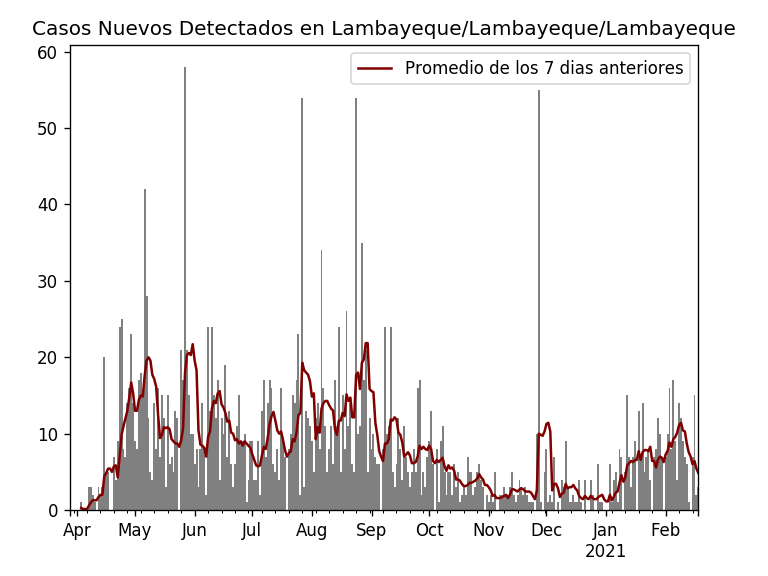 Casos Nuevos Detectados en Lambayeque/Lambayeque/Lambayeque
Promedio de los 7 dias anteriores
60
50
40
30
20
10
0
Apr May Jun Jul Aug Sep Oct Nov Dec Jan Feb
2021